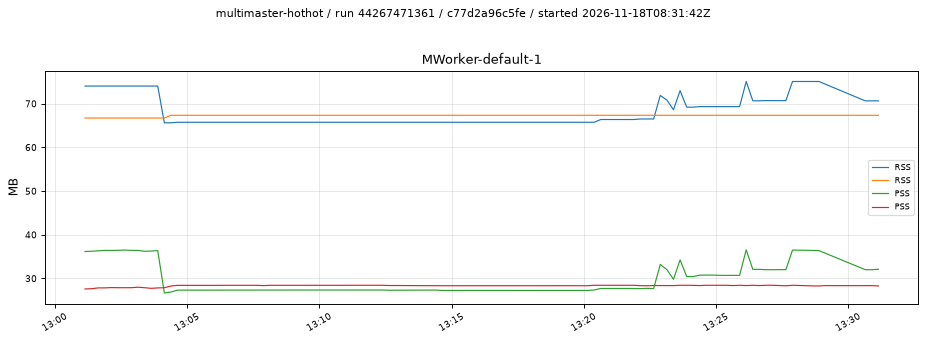 multimaster-hothot / run 44267471361 / c77d2a96c5fe / started 2026-11-18T08:31:42Z
MWorker-default-1
MB
70
60
50
40
30
13:00
13:05
13:10
13:15
13:20
13:25
13:30
RSS
RSS
PSS
PSS